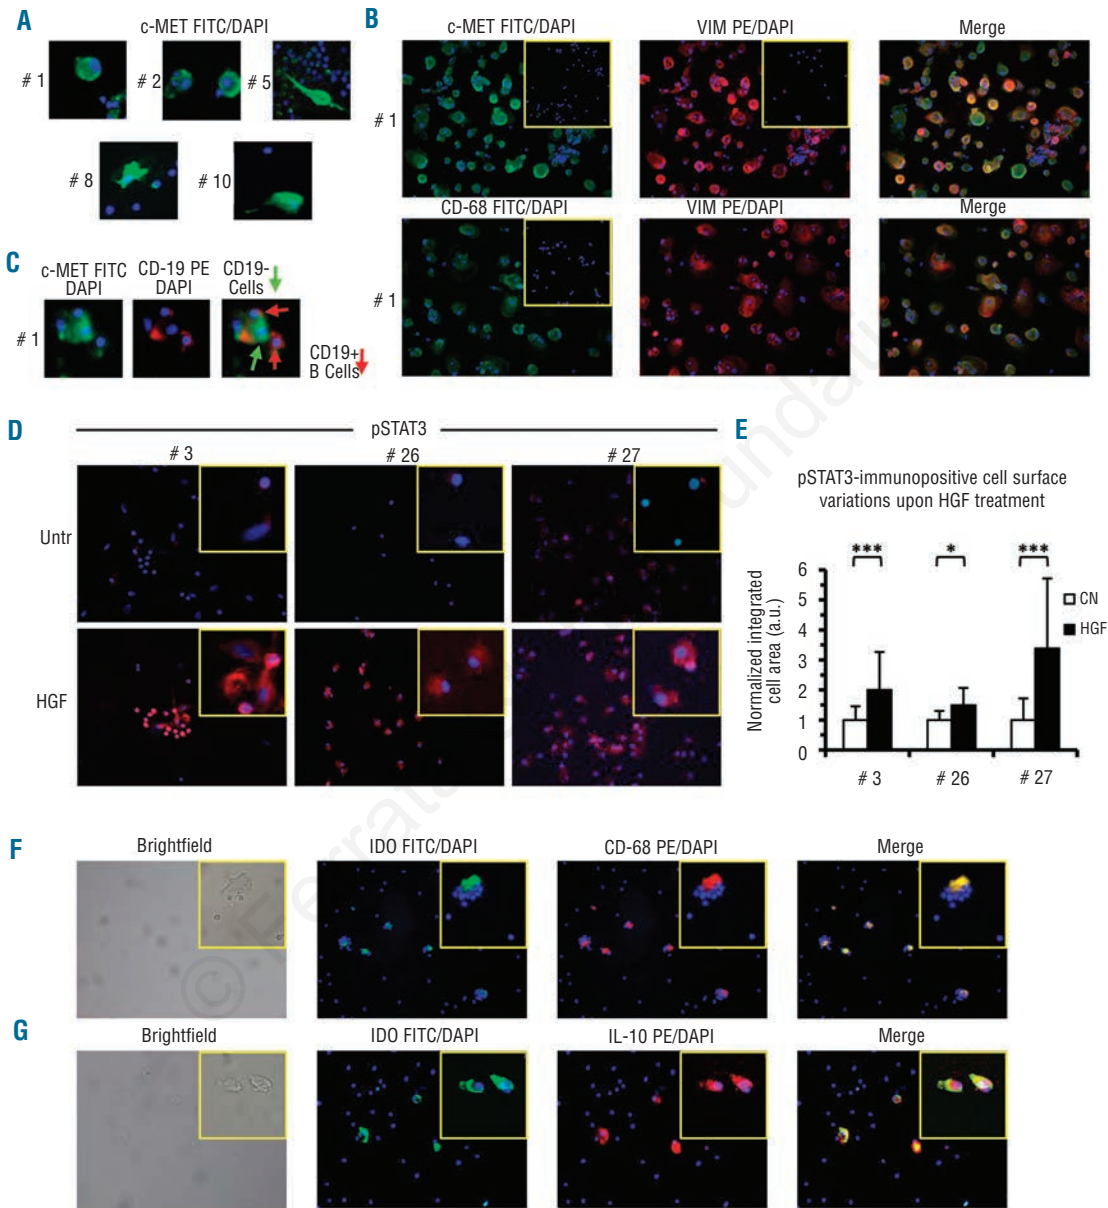 A
c-MET FITC/DAPI
# 1
# 2
# 5
# 8
# 10
B
c-MET FITC/DAPI
VIM PE/DAPI
Merge
# 1
CD-68 FITC/DAPI
VIM PE/DAPI
Merge
# 1
C
c-MET FITC
DAPI
CD-19 PE
DAPI
CD19-
Cells
# 1
CD19+
B Cells
D
pSTAT3
# 3
# 26
# 27
Untr
HGF
E
pSTAT3-immunopositive cell surface
variations upon HGF treatment
***
*
***
Normalized integrated
cell area (a.u.)
6
5
4
3
2
1
0
CN
HGF
# 3
# 26
# 27
F
Brightfield
IDO FITC/DAPI
CD-68 PE/DAPI
Merge
G
Brightfield
IDO FITC/DAPI
IL-10 PE/DAPI
Merge